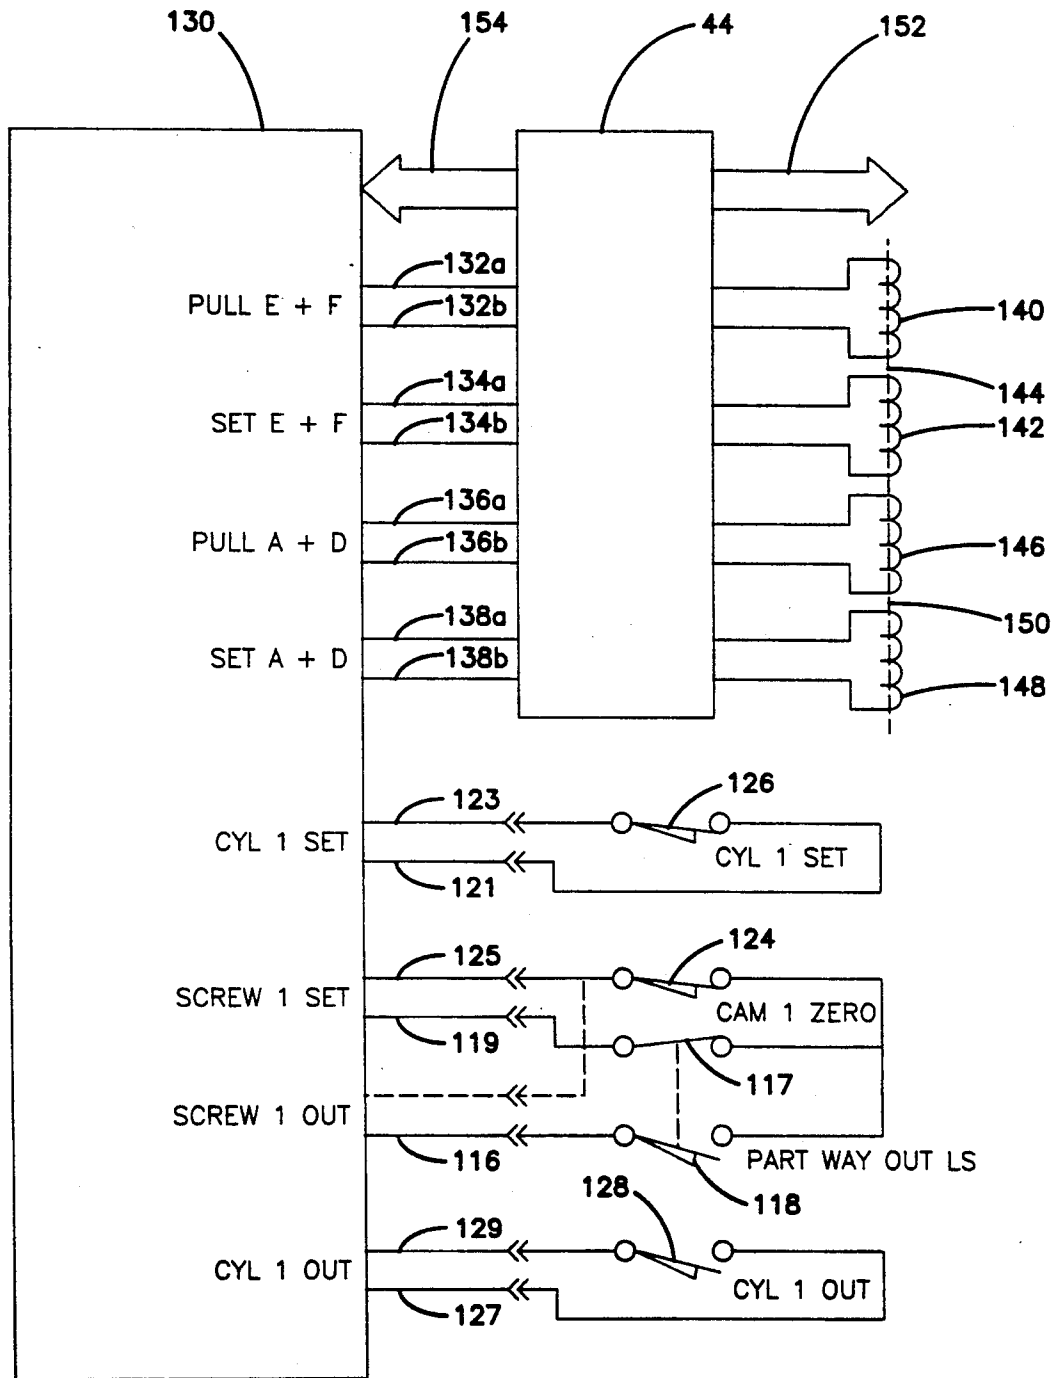 130
154
44
152
132a
PULL E + F
132b
140
134a
144
SET E + F
134b
142
136a
PULL A + D
136b
146
138a
150
SET A + D
138b
148
123
126
CYL 1 SET
CYL 1 SET
121
125
124
SCREW 1 SET
CAM 1 ZERO
119
117
SCREW 1 OUT
116
PART WAY OUT LS
118
128
129
CYL 1 OUT
CYL 1 OUT
127